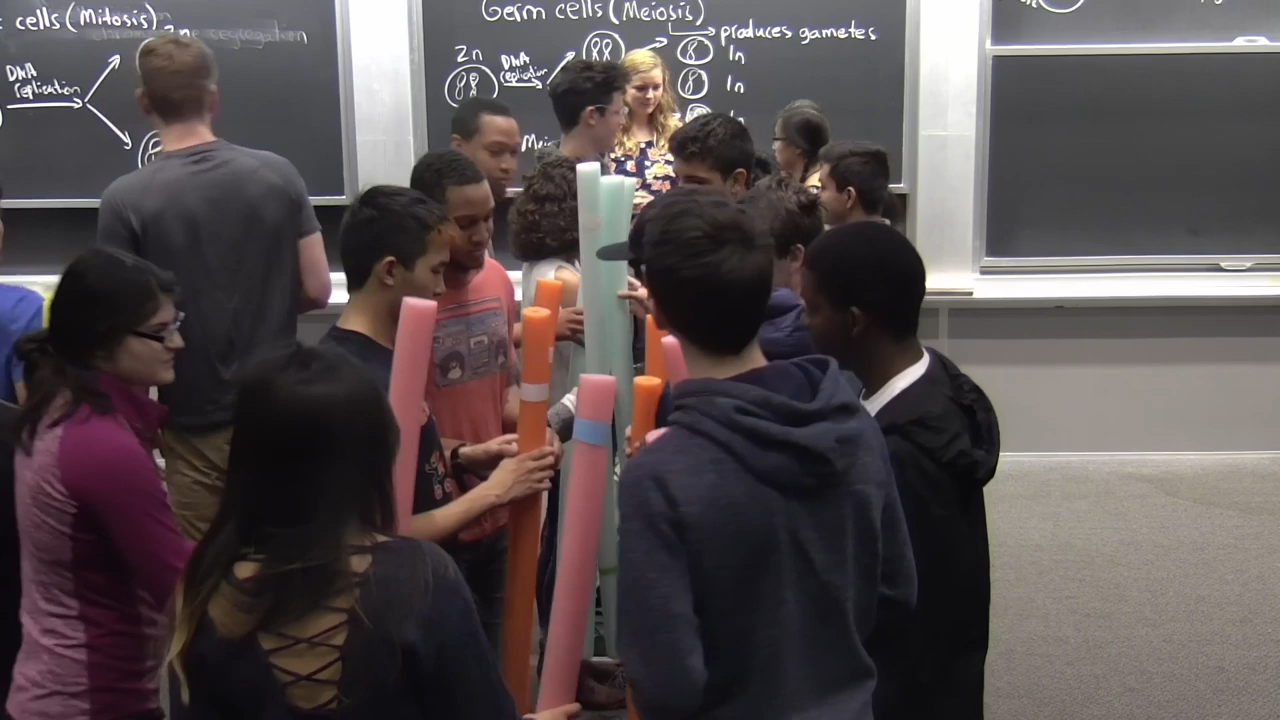 cells (Mitosis)
DNA
replication
Germ cells (Meiosis)
produces gametes
2n
DNA
replication
1n
1n
1n